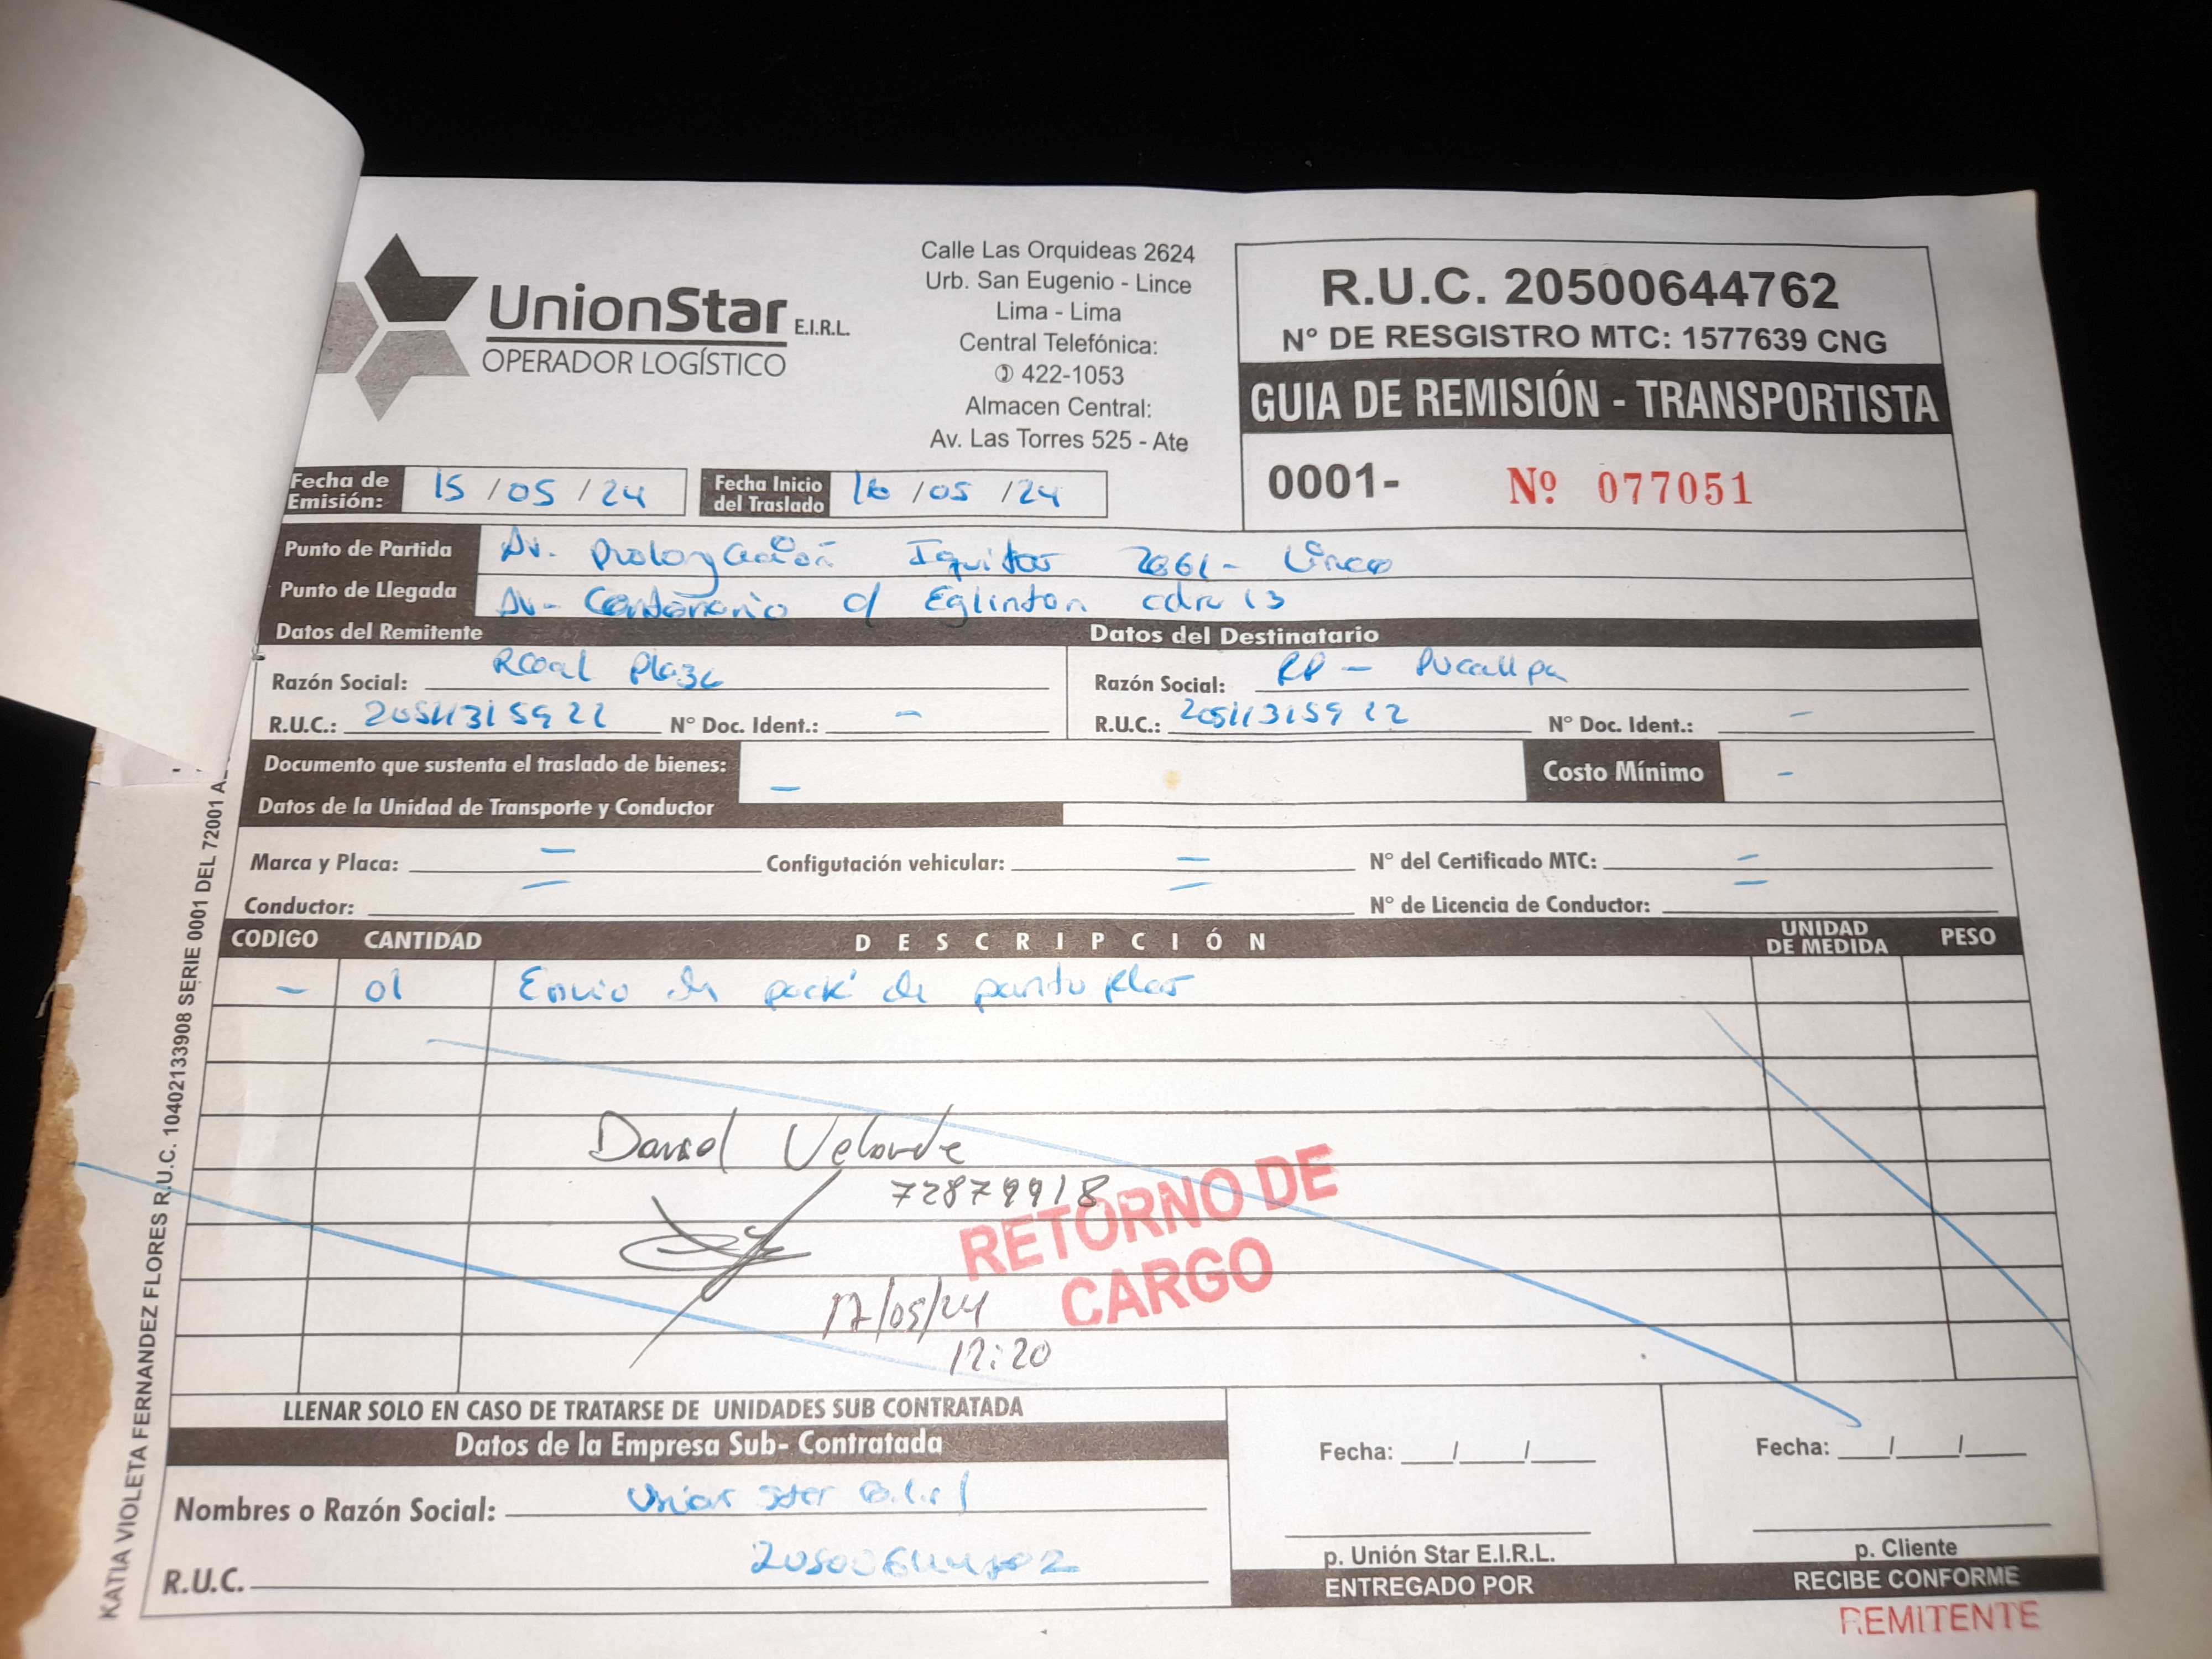 UnionStar E.I.R.L.
OPERADOR LOGÍSTICO
Calle Las Orquideas 2624
Urb. San Eugenio - Lince
Lima - Lima
Central Telefónica:
422-1053
Almacen Central:
Av. Las Torres 525 - Ate
R.U.C. 20500644762
N° DE RESGISTRO MTC: 1577639 CNG
GUIA DE REMISIÓN - TRANSPORTISTA
0001- Nº 077051
Fecha de Emisión: 15 / 05 / 24 Fecha Inicio del Traslado 16 / 05 / 24
Punto de Partida Av. Prolongación Iquitos - Lince
Punto de Llegada Av- Centenario c/ Eglinton cdra 13
Datos del Remitente Datos del Destinatario
Razón Social: Real Plaza Razón Social: RP - Pucallpa
R.U.C.: 20511315922 N° Doc. Ident.: - R.U.C.: 20511315922 N° Doc. Ident.: -
Documento que sustenta el traslado de bienes: - Costo Mínimo -
Datos de la Unidad de Transporte y Conductor
Marca y Placa: - Configutación vehicular: - N° del Certificado MTC: -
Conductor: - N° de Licencia de Conductor: -
CODIGO CANTIDAD DESCRIPCIÓN UNIDAD DE MEDIDA PESO
- 01 Envio de pack de pantuflas
Daniel Velarde
72879918
RETORNO DE
CARGO
17/05/24
12:20
LLENAR SOLO EN CASO DE TRATARSE DE UNIDADES SUB CONTRATADA
Datos de la Empresa Sub- Contratada
Nombres o Razón Social: Union Star e.i.r.l
R.U.C.
Fecha: / / Fecha: / /
p. Unión Star E.I.R.L. p. Cliente
ENTREGADO POR RECIBE CONFORME
REMITENTE
KATIA VIOLETA FERNANDEZ FLORES R.U.C. 10402133908 SERIE 0001 DEL 72001 A